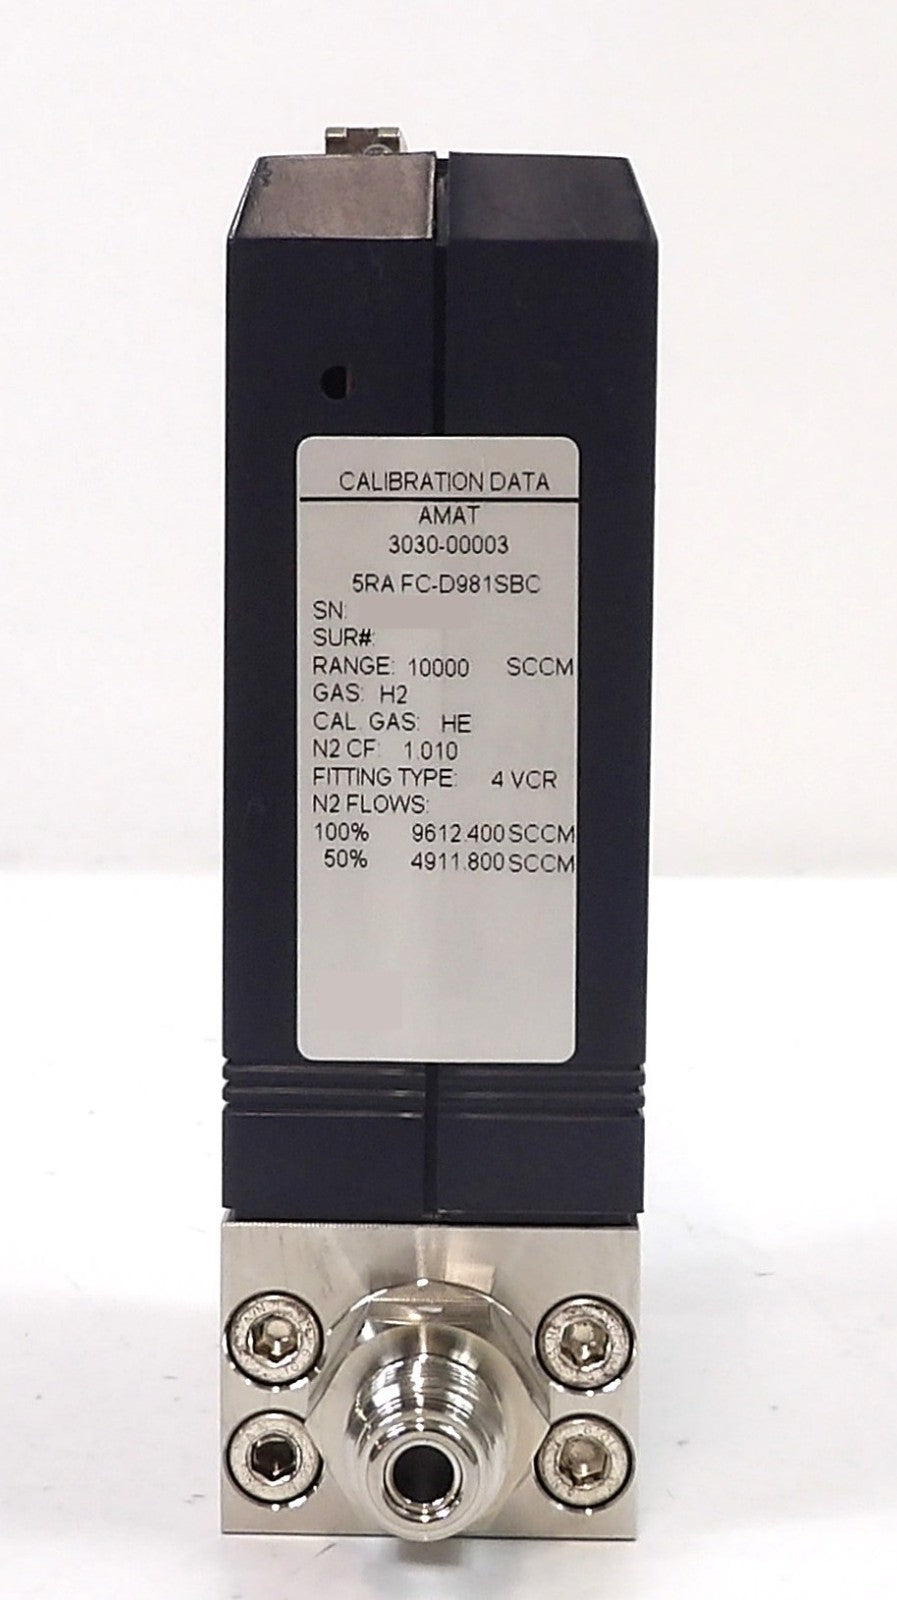 CALIBRATION DATA
AMAT
3030-00003
5RA FC-D981SBC
SN:
SUR#:
RANGE: 10000 SCCM
GAS: H2
CAL GAS: HE
N2 CF: 1.010
FITTING TYPE: 4 VCR
N2 FLOWS:
100% 9612.400 SCCM
50% 4911.800 SCCM